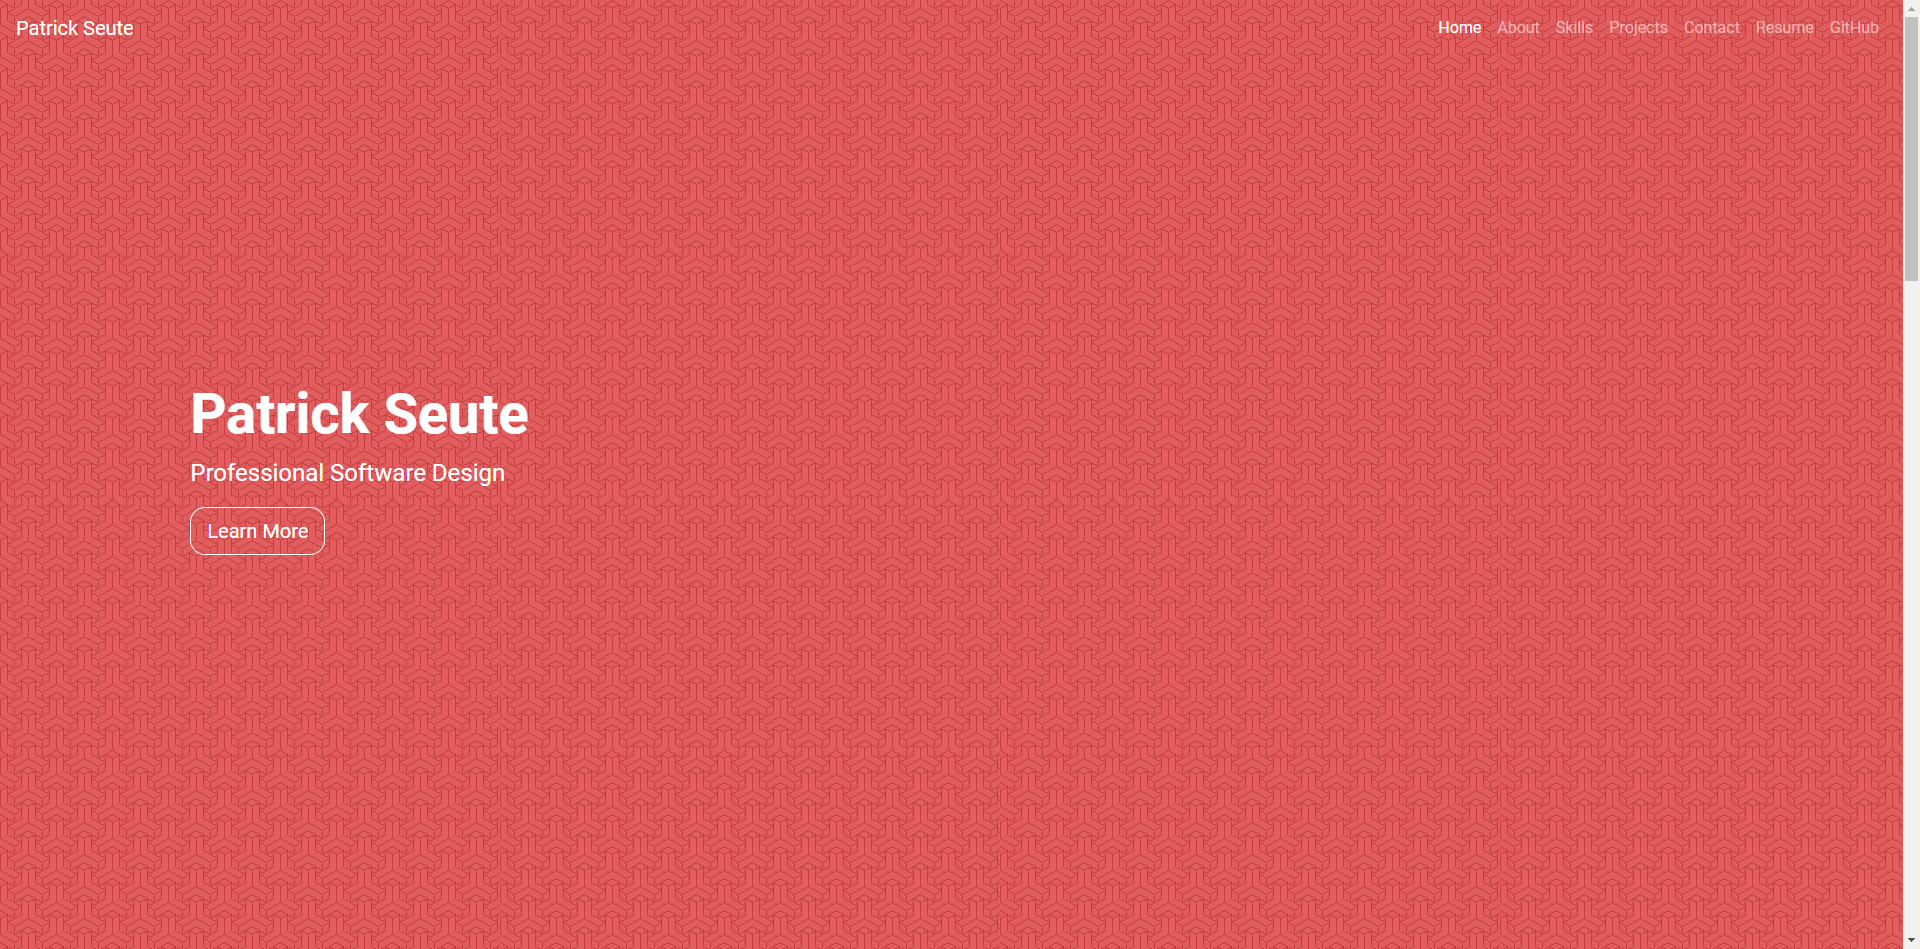 Patrick Seute
Home About Skills Projects Contact Resume GitHub
Patrick Seute
Professional Software Design
Learn More